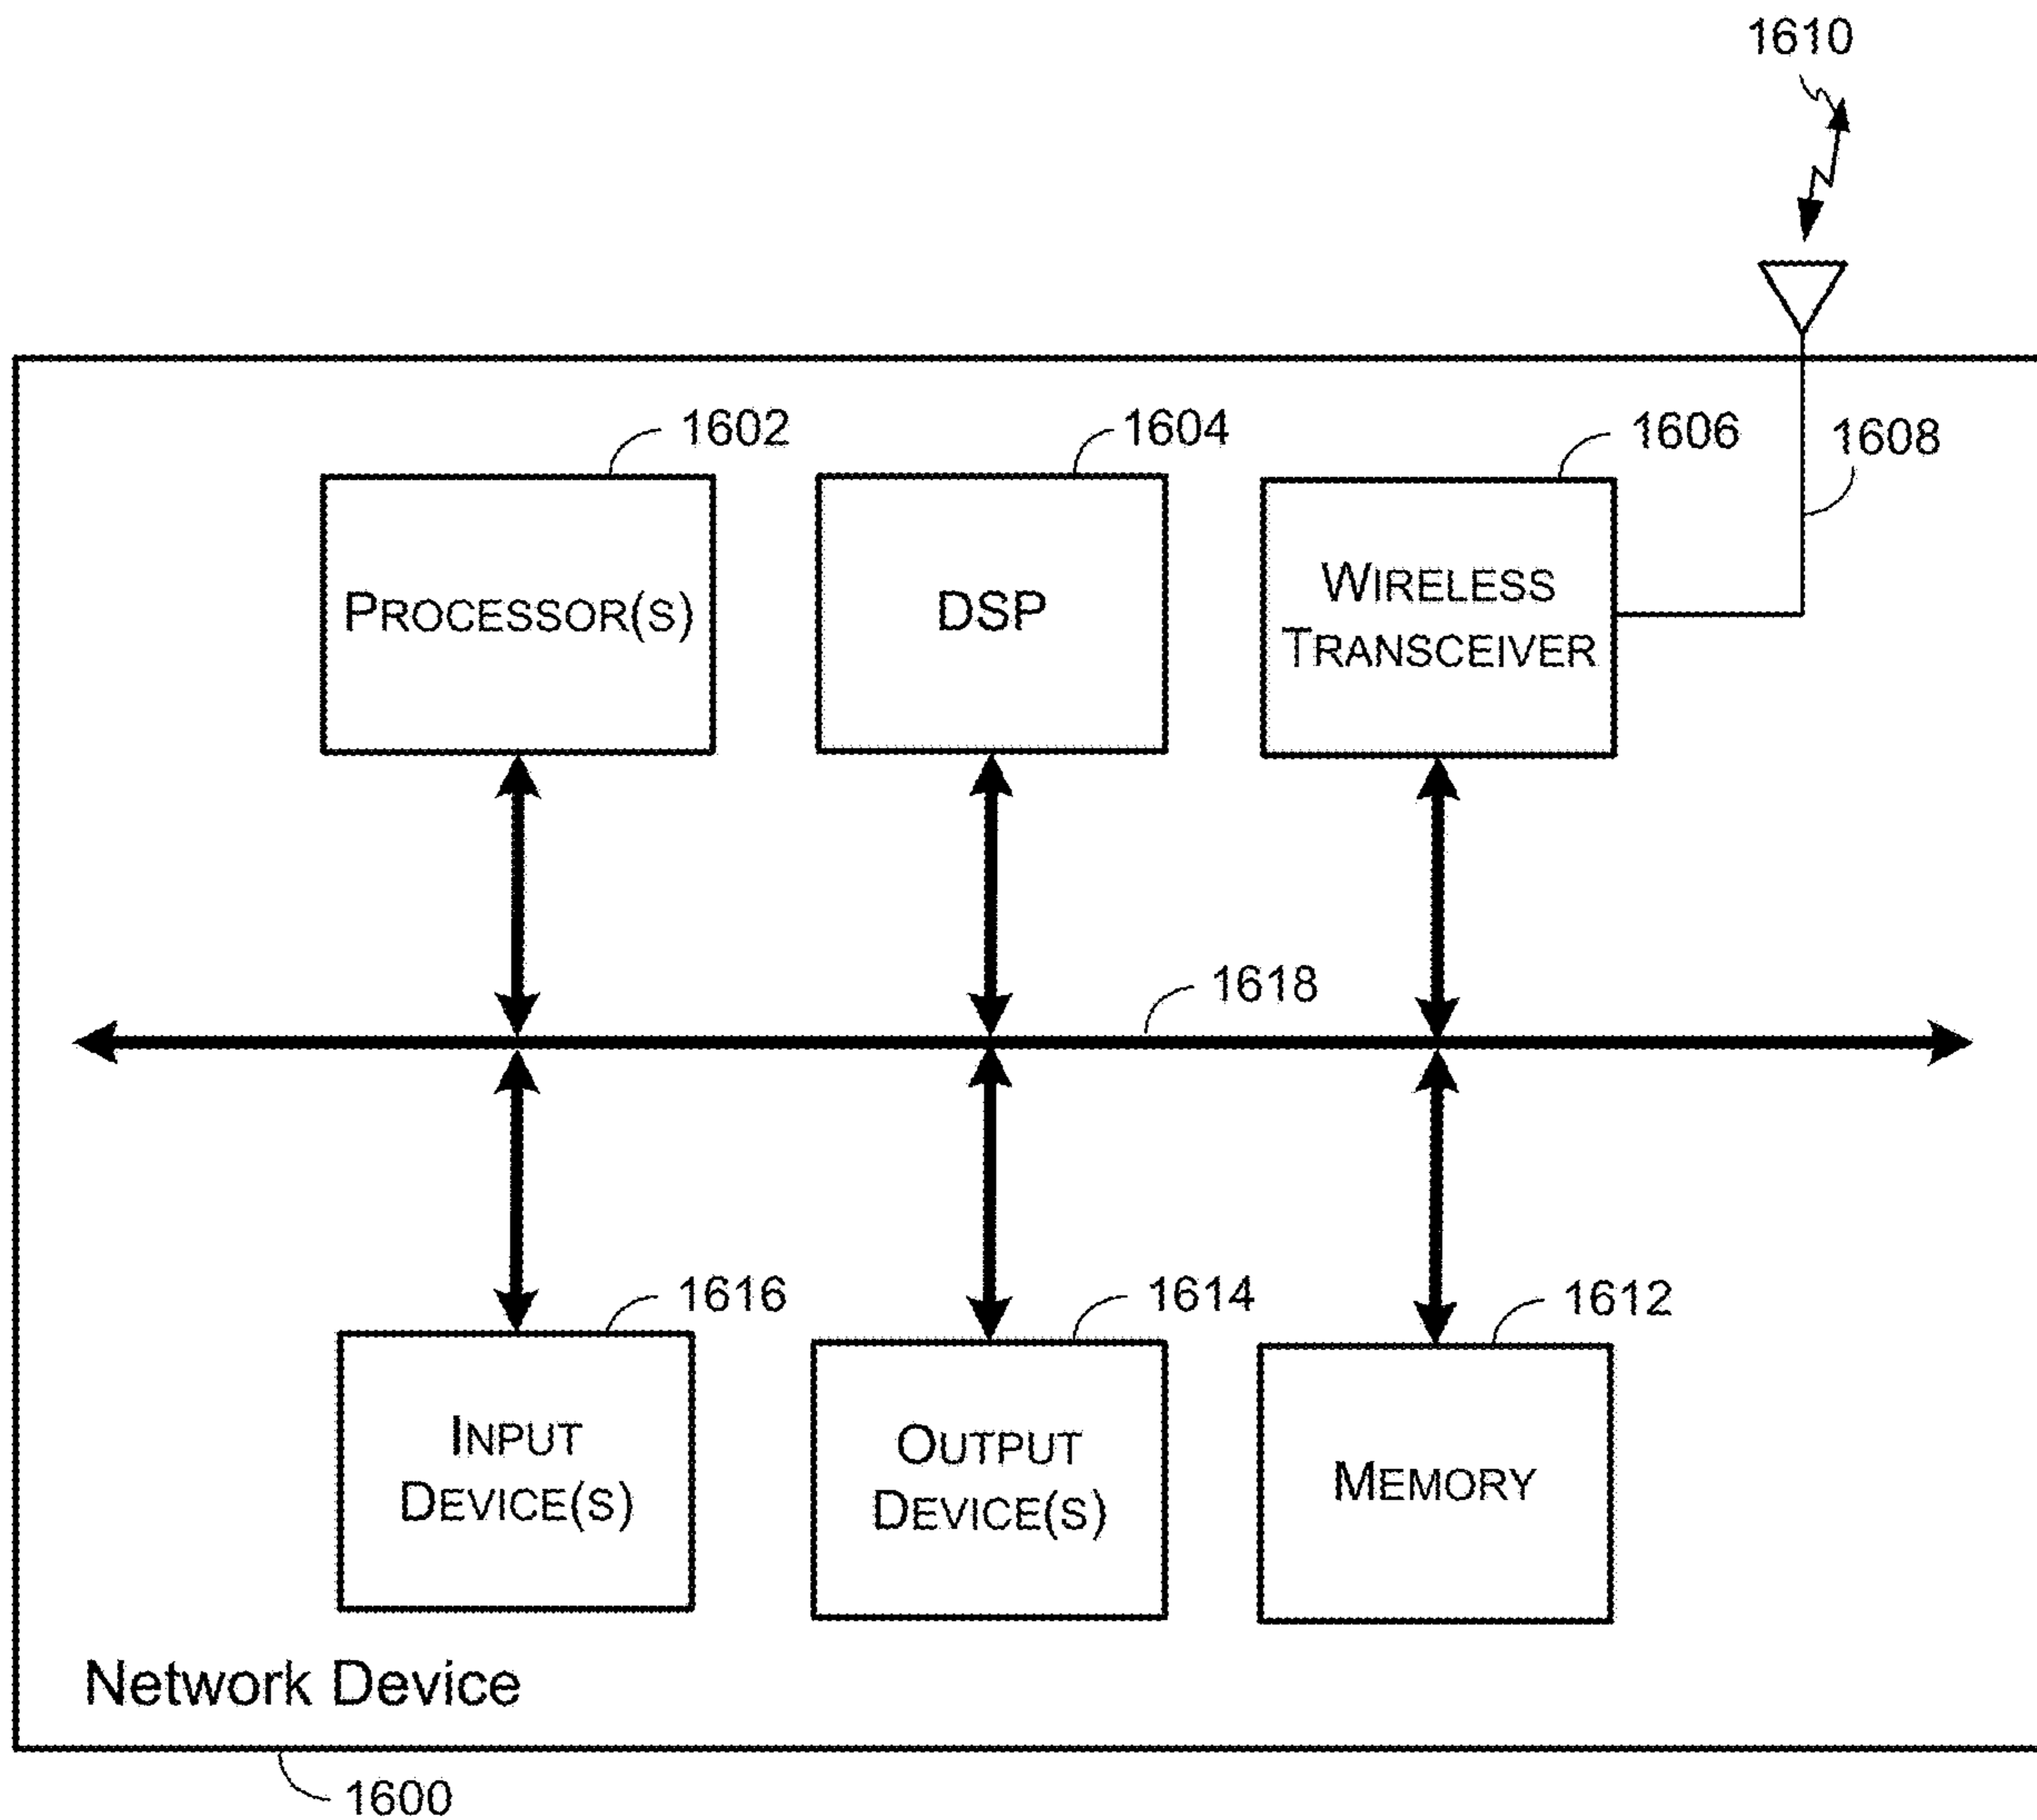 1610
1602
1604
1606
1608
PROCESSOR(S)
DSP
WIRELESS
TRANSCEIVER
1618
1616
1614
1612
INPUT
DEVICE(S)
OUTPUT
DEVICE(S)
MEMORY
Network Device
1600